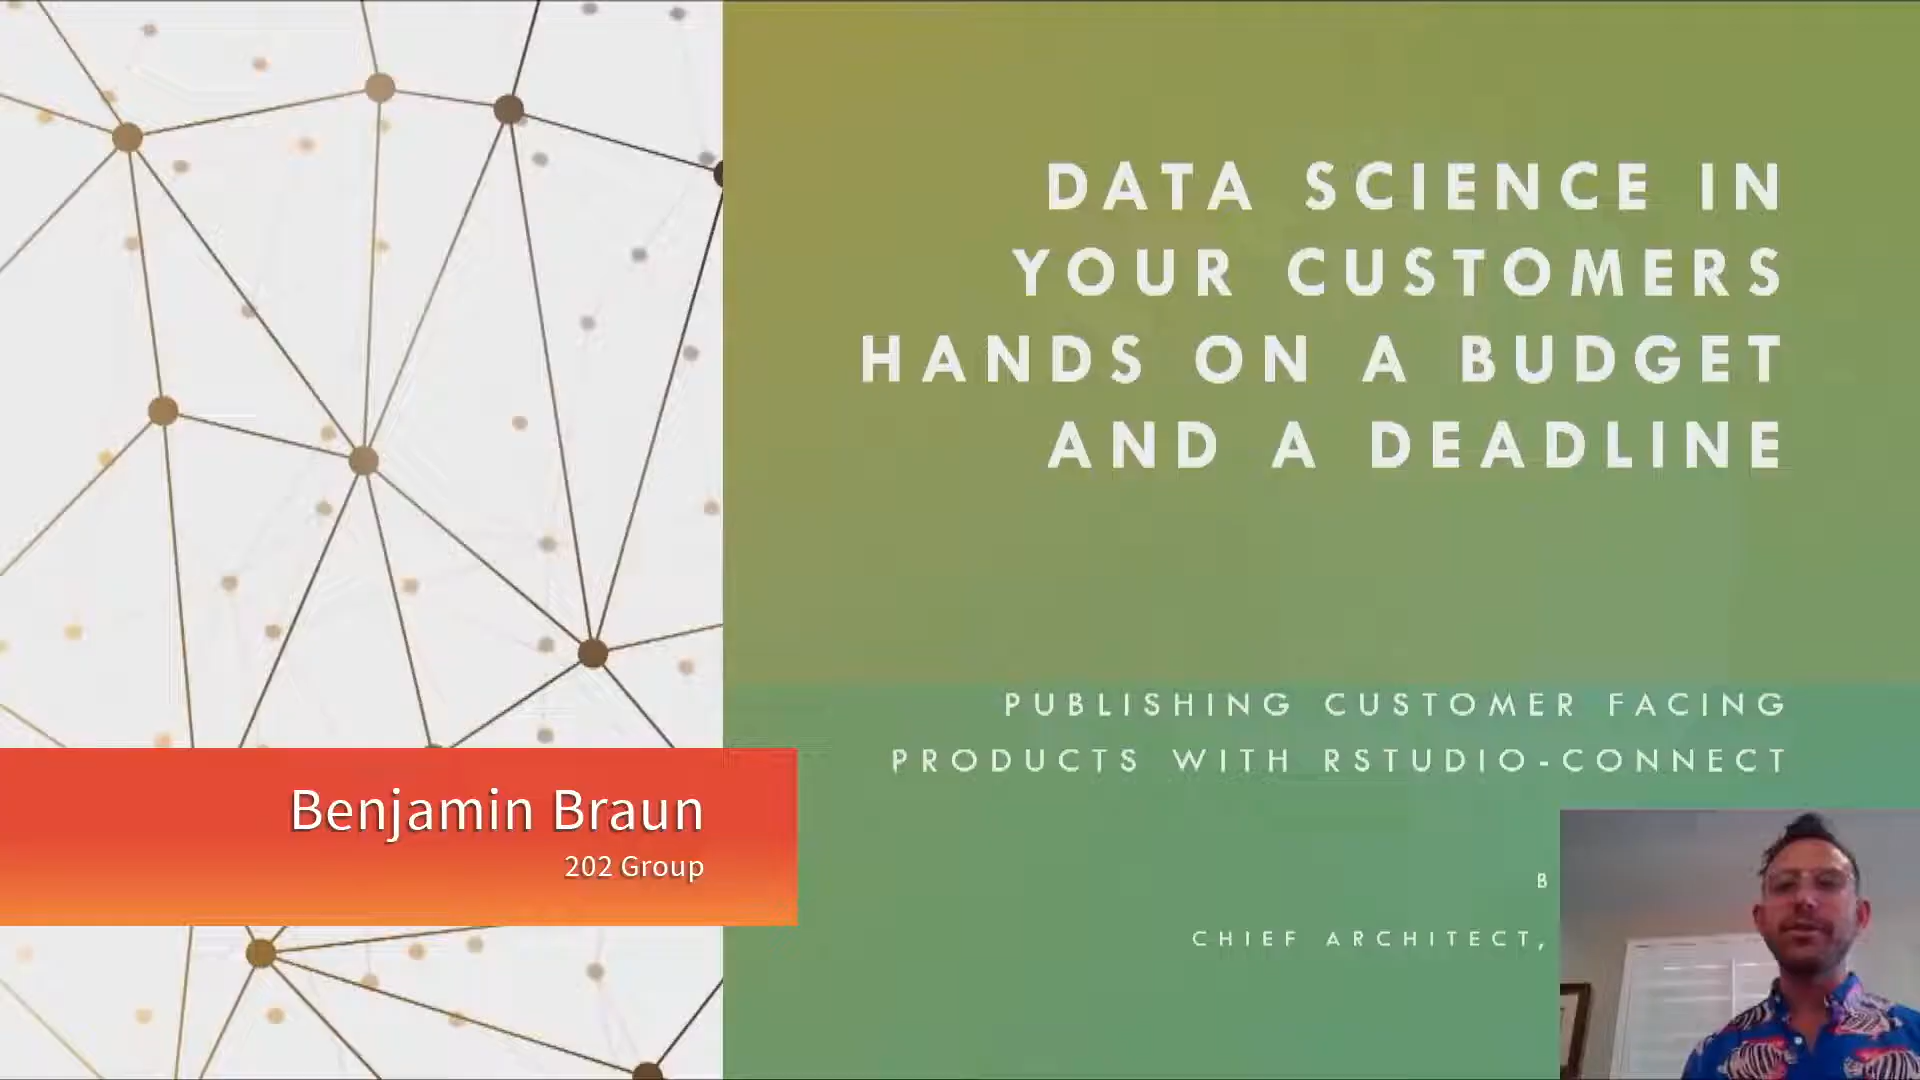 DATA SCIENCE IN
YOUR CUSTOMERS
HANDS ON A BUDGET
AND A DEADLINE
PUBLISHING CUSTOMER FACING
PRODUCTS WITH RSTUDIO-CONNECT
B
CHIEF ARCHITECT,
Benjamin Braun
202 Group